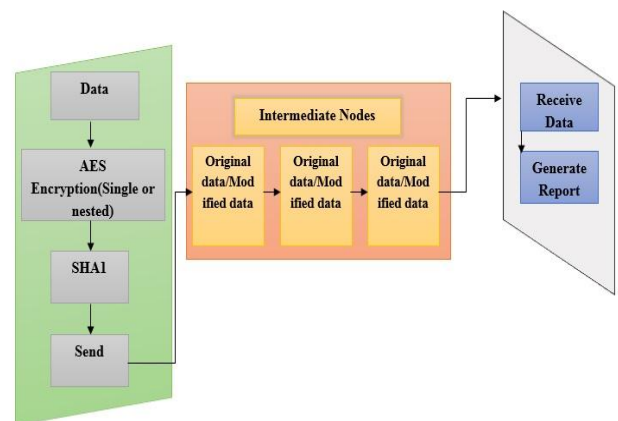 Data
AES
Encryption(Single or
nested)
SHA1
Send
Intermediate Nodes
Original
data/Mod
ified data
Original
data/Mod
ified data
Original
data/Mod
ified data
Receive
Data
Generate
Report